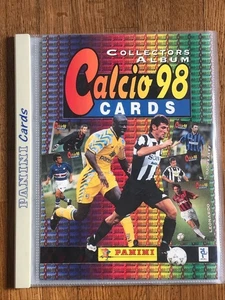 COLLECTORS
ALBUM
Calcio 98
CARDS
PANINI Cards
PANINI